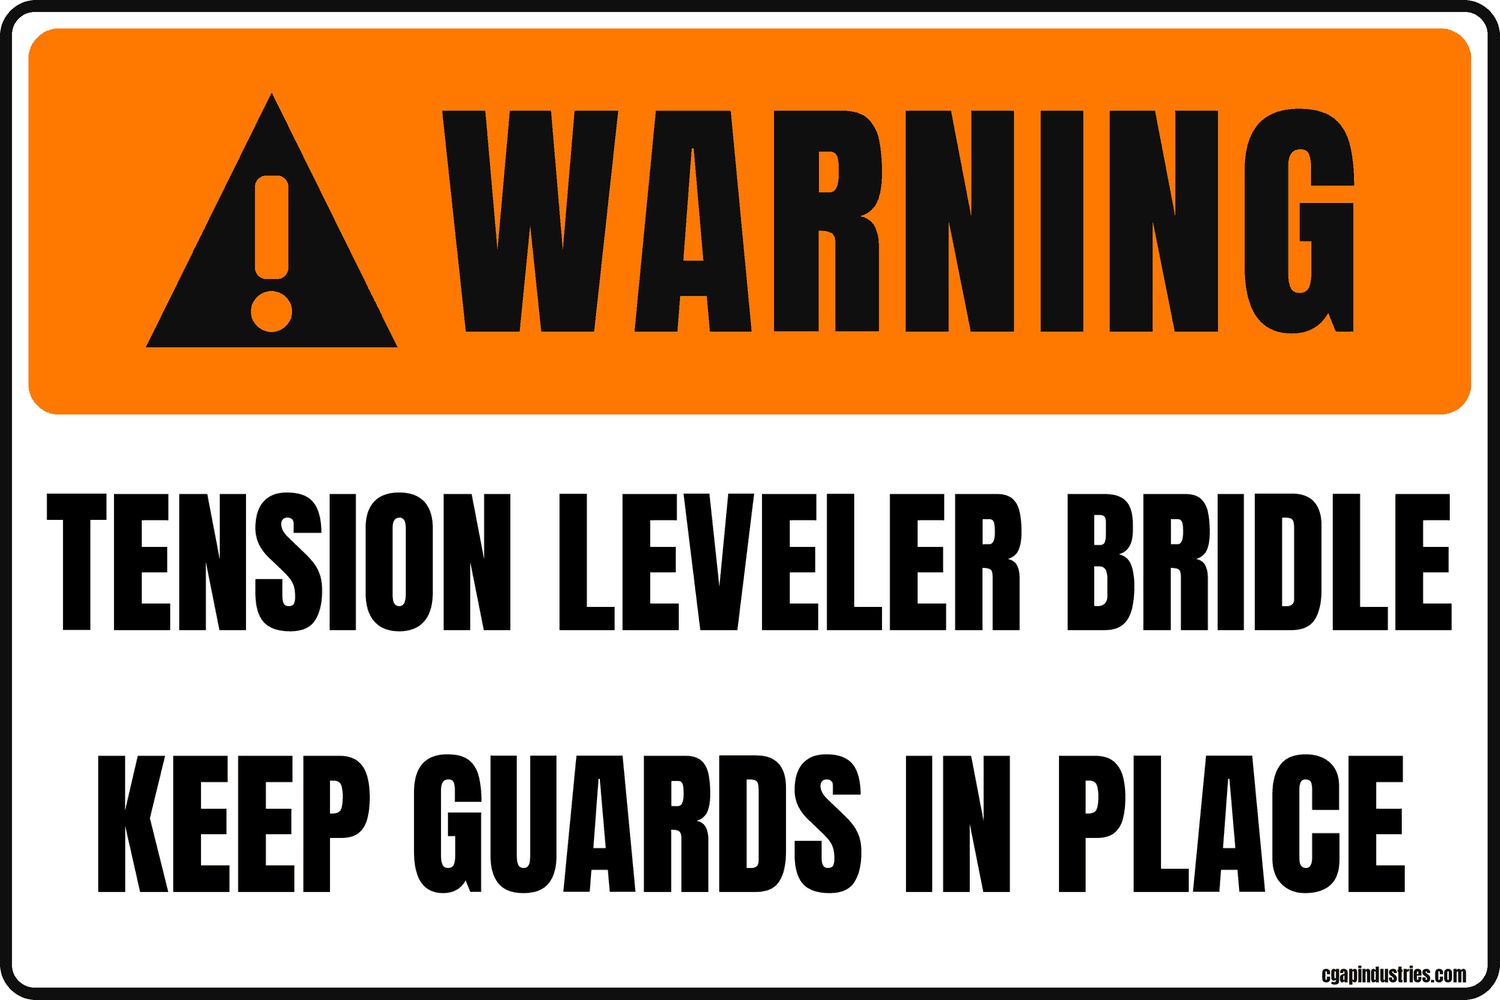 WARNING
TENSION LEVELER BRIDLE
KEEP GUARDS IN PLACE
cgapindustries.com